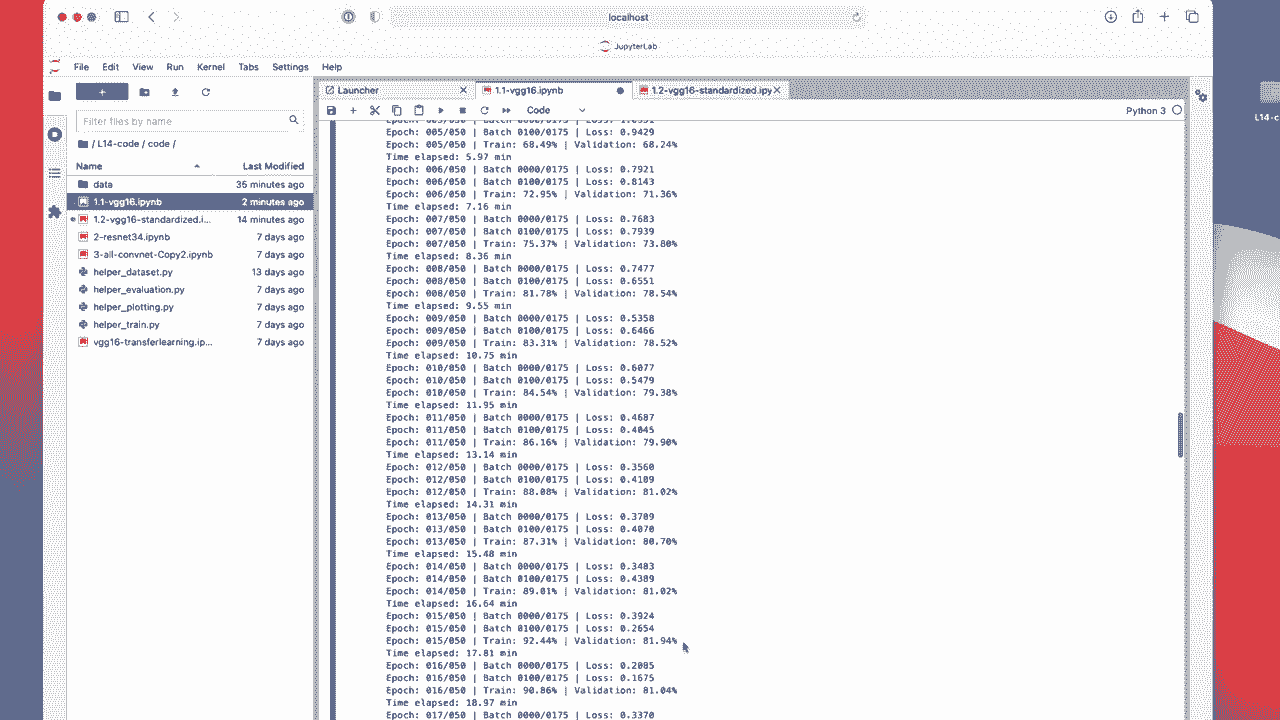 localhost
JupyterLab
File Edit View Run Kernel Tabs Settings Help
Launcher
1.1-vgg16.ipynb
1.2-vgg16-standardized.ipy
Code
Python 3
Filter files by name
/ L14-code / code /
Name Last Modified
data 36 minutes ago
1.1-vgg16.ipynb 2 minutes ago
1.2-vgg16-standardized.i... 14 minutes ago
2-resnet34.ipynb 7 days ago
3-all-convnet-Copy2.ipynb 7 days ago
helper_dataset.py 13 days ago
helper_evaluation.py 7 days ago
helper_plotting.py 7 days ago
helper_train.py 7 days ago
vgg16-transferlearning.ip... 7 days ago
L14-c
Epoch: 005/050 | Batch 0100/0175 | Loss: 0.9429
Epoch: 005/050 | Train: 68.49% | Validation: 68.24%
Time elapsed: 5.97 min
Epoch: 006/050 | Batch 0000/0175 | Loss: 0.7921
Epoch: 006/050 | Batch 0100/0175 | Loss: 0.8143
Epoch: 006/050 | Train: 72.95% | Validation: 71.36%
Time elapsed: 7.16 min
Epoch: 007/050 | Batch 0000/0175 | Loss: 0.7683
Epoch: 007/050 | Batch 0100/0175 | Loss: 0.7939
Epoch: 007/050 | Train: 75.37% | Validation: 73.80%
Time elapsed: 8.36 min
Epoch: 008/050 | Batch 0000/0175 | Loss: 0.7477
Epoch: 008/050 | Batch 0100/0175 | Loss: 0.6551
Epoch: 008/050 | Train: 81.78% | Validation: 78.54%
Time elapsed: 9.55 min
Epoch: 009/050 | Batch 0000/0175 | Loss: 0.5358
Epoch: 009/050 | Batch 0100/0175 | Loss: 0.6466
Epoch: 009/050 | Train: 83.31% | Validation: 78.52%
Time elapsed: 10.75 min
Epoch: 010/050 | Batch 0000/0175 | Loss: 0.6077
Epoch: 010/050 | Batch 0100/0175 | Loss: 0.5479
Epoch: 010/050 | Train: 84.54% | Validation: 79.38%
Time elapsed: 11.95 min
Epoch: 011/050 | Batch 0000/0175 | Loss: 0.4687
Epoch: 011/050 | Batch 0100/0175 | Loss: 0.4045
Epoch: 011/050 | Train: 86.16% | Validation: 79.90%
Time elapsed: 13.14 min
Epoch: 012/050 | Batch 0000/0175 | Loss: 0.3560
Epoch: 012/050 | Batch 0100/0175 | Loss: 0.4109
Epoch: 012/050 | Train: 88.08% | Validation: 81.02%
Time elapsed: 14.31 min
Epoch: 013/050 | Batch 0000/0175 | Loss: 0.3709
Epoch: 013/050 | Batch 0100/0175 | Loss: 0.4070
Epoch: 013/050 | Train: 87.31% | Validation: 80.70%
Time elapsed: 15.48 min
Epoch: 014/050 | Batch 0000/0175 | Loss: 0.3483
Epoch: 014/050 | Batch 0100/0175 | Loss: 0.4389
Epoch: 014/050 | Train: 89.01% | Validation: 81.02%
Time elapsed: 16.64 min
Epoch: 015/050 | Batch 0000/0175 | Loss: 0.3924
Epoch: 015/050 | Batch 0100/0175 | Loss: 0.2654
Epoch: 015/050 | Train: 92.44% | Validation: 81.94%
Time elapsed: 17.81 min
Epoch: 016/050 | Batch 0000/0175 | Loss: 0.2085
Epoch: 016/050 | Batch 0100/0175 | Loss: 0.1675
Epoch: 016/050 | Train: 90.86% | Validation: 81.04%
Time elapsed: 18.97 min
Epoch: 017/050 | Batch 0000/0175 | Loss: 0.3370